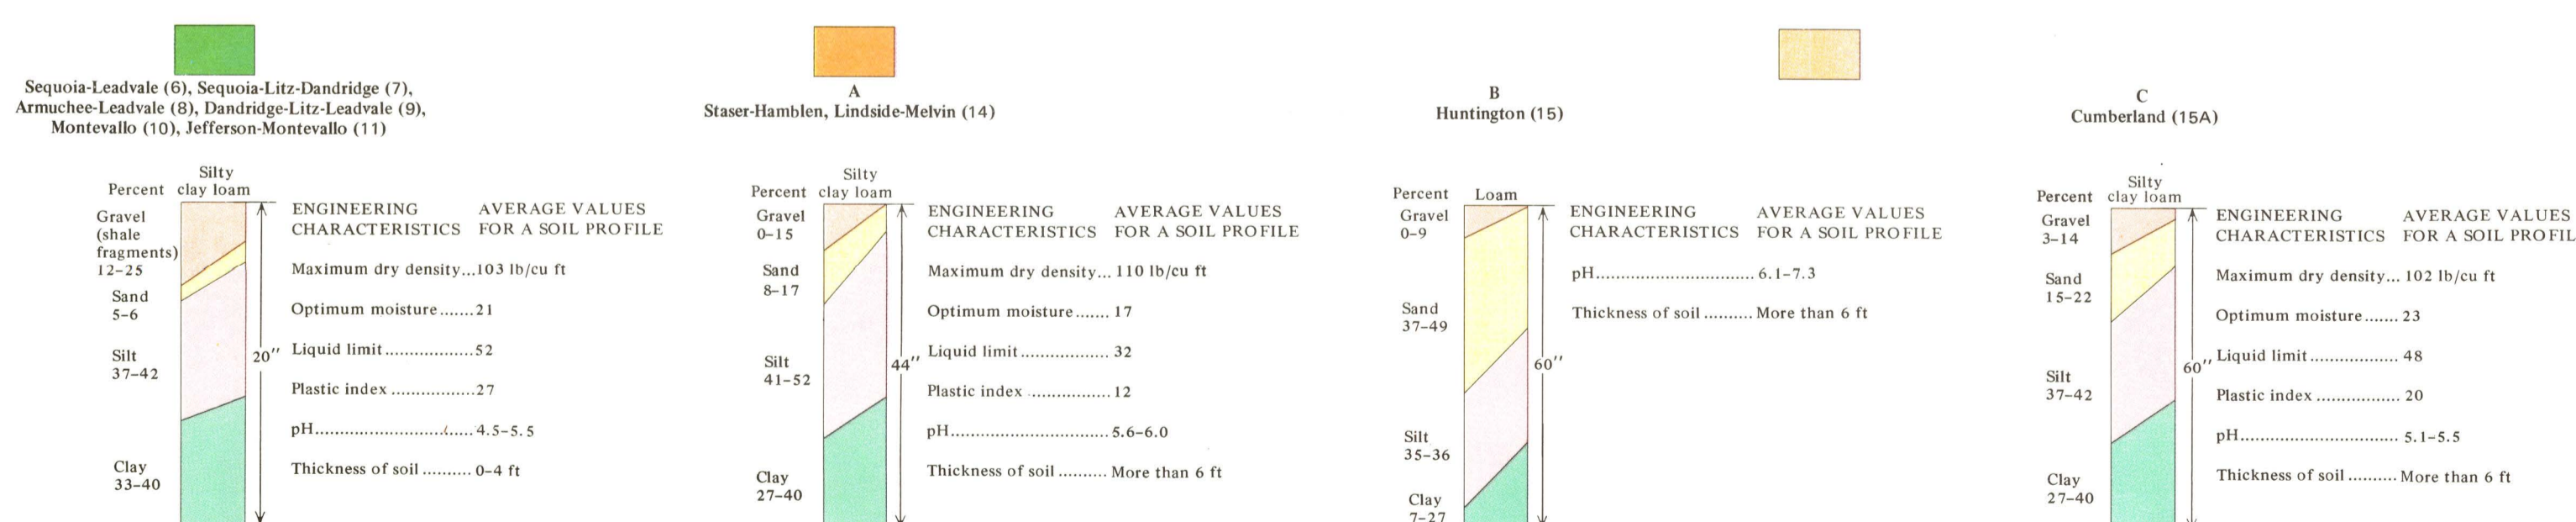 Sequoia-Leadvale (6), Sequoia-Litz-Dandridge (7),
Armuchee-Leadvale (8), Dandridge-Litz-Leadvale (9),
Montevallo (10), Jefferson-Montevallo (11)
Percent
Silty
clay loam
Gravel
(shale
fragments)
12–25
Sand
5–6
Silt
37–42
Clay
33–40
20''
ENGINEERING CHARACTERISTICS
AVERAGE VALUES FOR A SOIL PROFILE
Maximum dry density...103 lb/cu ft
Optimum moisture.......21
Liquid limit..................52
Plastic index.................27
pH................................4.5–5.5
Thickness of soil..........0–4 ft
A
Staser-Hamblen, Lindside-Melvin (14)
Percent
Silty
clay loam
Gravel
0–15
Sand
8–17
Silt
41–52
Clay
27–40
44''
ENGINEERING CHARACTERISTICS
AVERAGE VALUES FOR A SOIL PROFILE
Maximum dry density...110 lb/cu ft
Optimum moisture.......17
Liquid limit..................32
Plastic index.................12
pH................................5.6–6.0
Thickness of soil..........More than 6 ft
B
Huntington (15)
Percent
Loam
Gravel
0–9
Sand
37–49
Silt
35–36
Clay
7–27
60''
ENGINEERING CHARACTERISTICS
AVERAGE VALUES FOR A SOIL PROFILE
pH................................6.1–7.3
Thickness of soil..........More than 6 ft
C
Cumberland (15A)
Percent
Silty
clay loam
Gravel
3–14
Sand
15–22
Silt
37–42
Clay
27–40
60''
ENGINEERING CHARACTERISTICS
AVERAGE VALUES FOR A SOIL PROFIL
Maximum dry density...102 lb/cu ft
Optimum moisture.......23
Liquid limit..................48
Plastic index.................20
pH................................5.1–5.5
Thickness of soil..........More than 6 ft